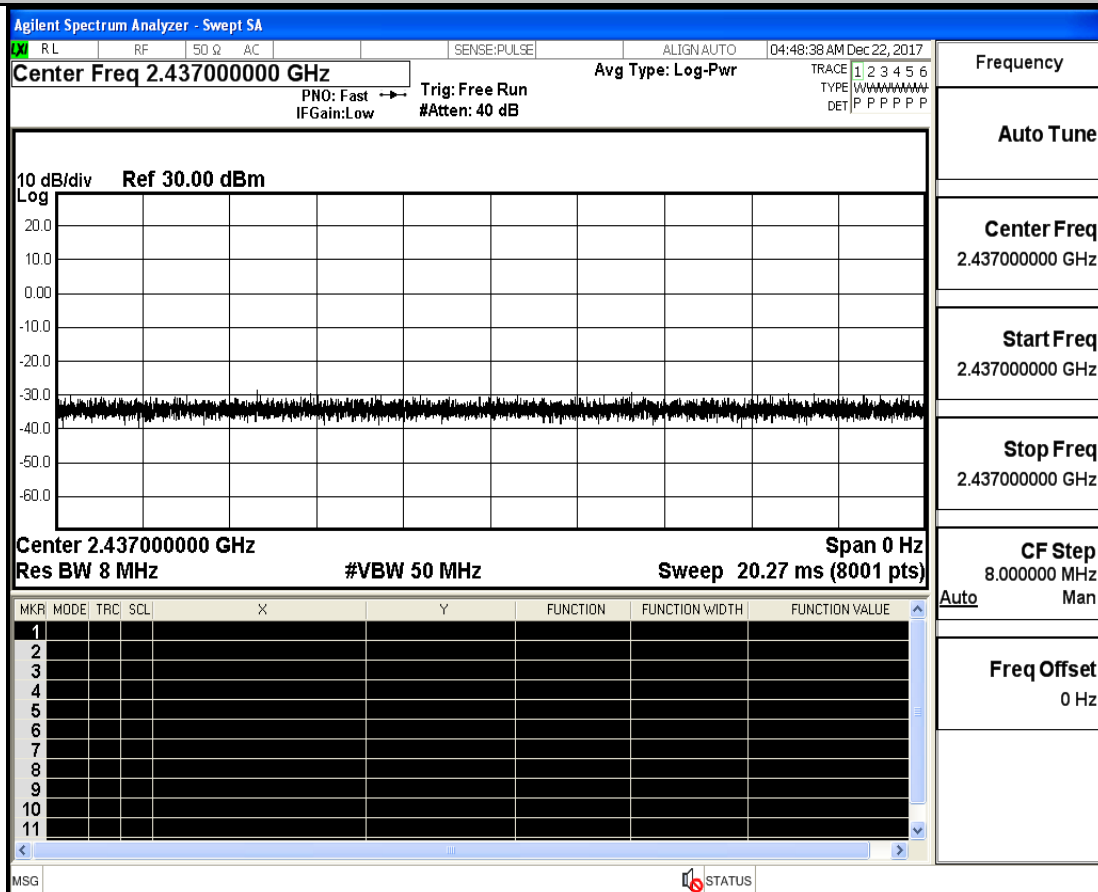 Agilent Spectrum Analyzer - Swept SA
LXI RL RF 50 Ω AC SENSE:PULSE ALIGN AUTO 04:48:38 AM Dec 22, 2017
Center Freq 2.437000000 GHz
PNO: Fast
IFGain:Low
Trig: Free Run
#Atten: 40 dB
Avg Type: Log-Pwr
TRACE 1 2 3 4 5 6
TYPE WWWWWW
DET P P P P P P
10 dB/div Ref 30.00 dBm
Log
20.0
10.0
0.00
-10.0
-20.0
-30.0
-40.0
-50.0
-60.0
Center 2.437000000 GHz Span 0 Hz
Res BW 8 MHz #VBW 50 MHz Sweep 20.27 ms (8001 pts)
MKR MODE TRC SCL X Y FUNCTION FUNCTION WIDTH FUNCTION VALUE
1
2
3
4
5
6
7
8
9
10
11
MSG STATUS
Frequency
Auto Tune
Center Freq
2.437000000 GHz
Start Freq
2.437000000 GHz
Stop Freq
2.437000000 GHz
CF Step
8.000000 MHz
Auto Man
Freq Offset
0 Hz